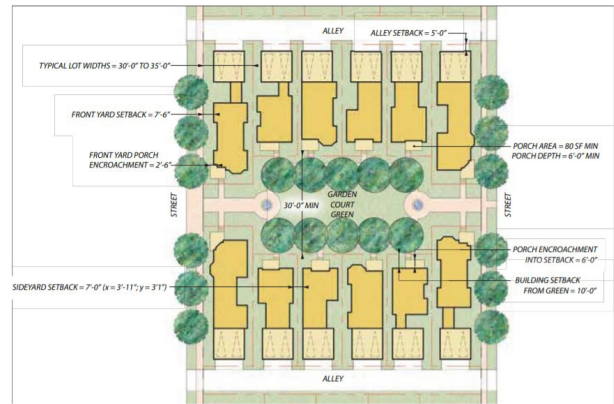 ALLEY
ALLEY SETBACK = 5'-0"
TYPICAL LOT WIDTHS = 30'-0" TO 35'-0"
FRONT YARD SETBACK = 7'-6"
FRONT YARD PORCH
ENCROACHMENT = 2'-6"
PORCH AREA = 80 SF MIN
PORCH DEPTH = 6'-0" MIN
STREET
30'-0" MIN
GARDEN
COURT
GREEN
STREET
PORCH ENCROACHMENT
INTO SETBACK = 6'-0"
SIDEYARD SETBACK = 7'-0" (x = 3'-11"; y = 3'1")
BUILDING SETBACK
FROM GREEN = 10'-0"
ALLEY